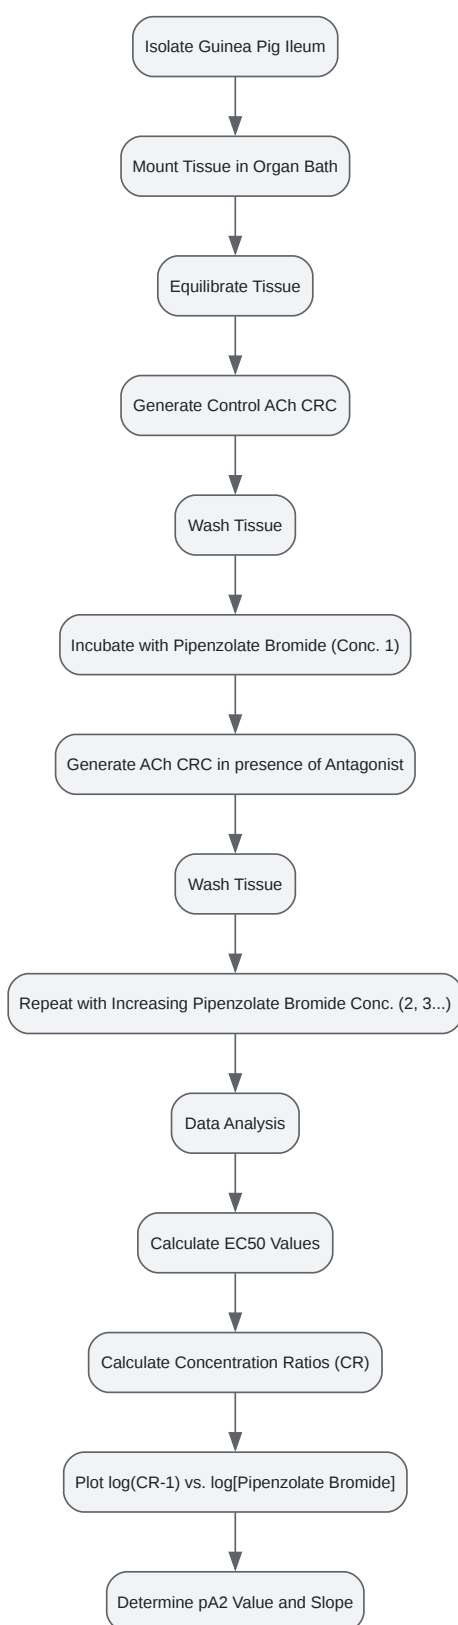 Isolate Guinea Pig Ileum
Mount Tissue in Organ Bath
Equilibrate Tissue
Generate Control ACh CRC
Wash Tissue
Incubate with Pipenzolate Bromide (Conc. 1)
Generate ACh CRC in presence of Antagonist
Wash Tissue
Repeat with Increasing Pipenzolate Bromide Conc. (2, 3...)
Data Analysis
Calculate EC50 Values
Calculate Concentration Ratios (CR)
Plot log(CR-1) vs. log[Pipenzolate Bromide]
Determine pA2 Value and Slope